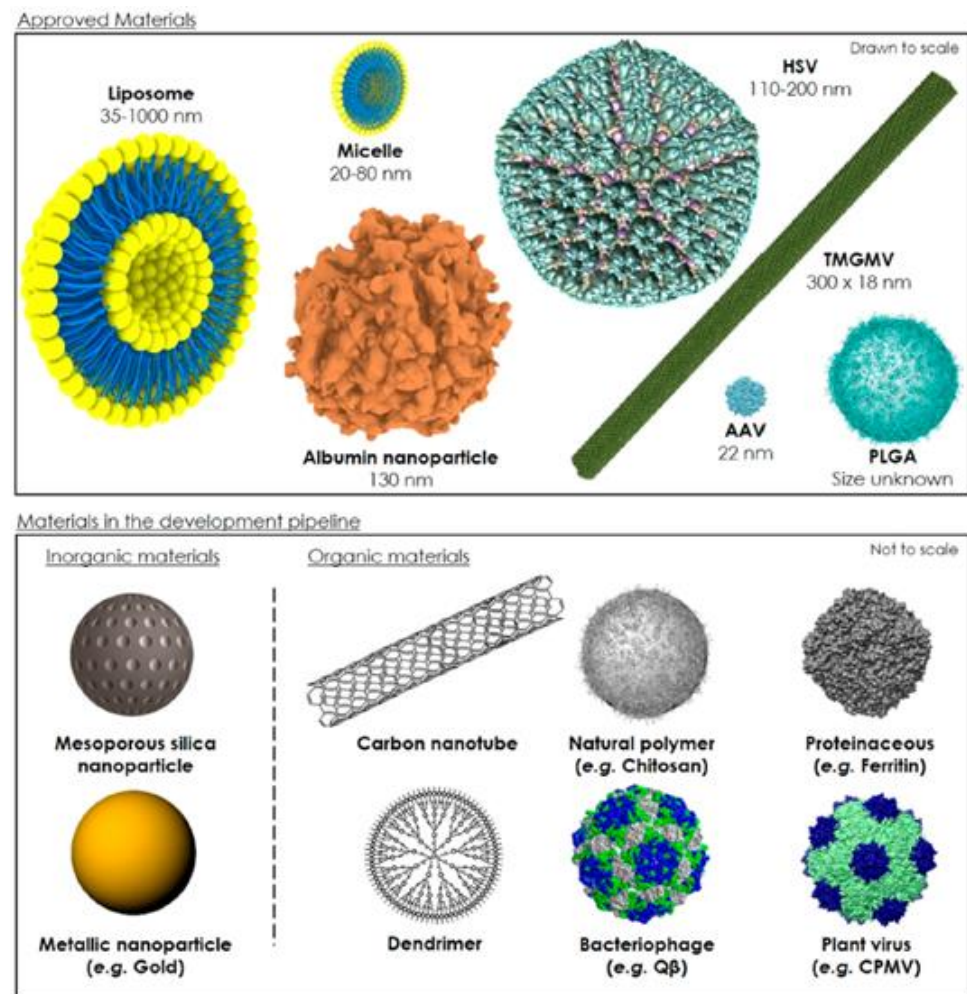 Approved Materials
Drawn to scale
Liposome
35-1000 nm
Micelle
20-80 nm
HSV
110-200 nm
TMGMV
300 x 18 nm
Albumin nanoparticle
130 nm
AAV
22 nm
PLGA
Size unknown
Materials in the development pipeline
Not to scale
Inorganic materials
Organic materials
Mesoporous silica
nanoparticle
Carbon nanotube
Natural polymer
(e.g. Chitosan)
Proteinaceous
(e.g. Ferritin)
Metallic nanoparticle
(e.g. Gold)
Dendrimer
Bacteriophage
(e.g. Qβ)
Plant virus
(e.g. CPMV)